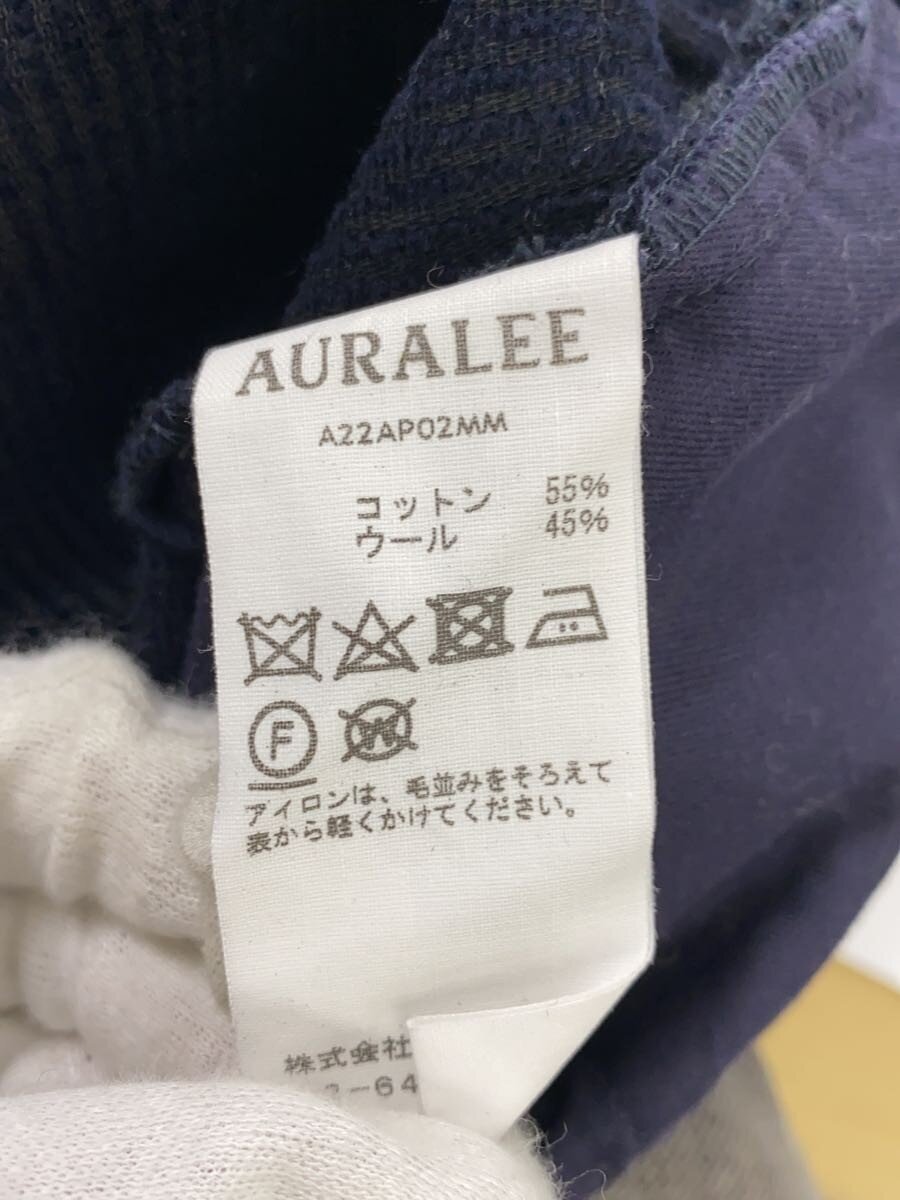 AURALEE
A22AP02MM
コットン 55%
ウール 45%
F
W
アイロンは、毛並みをそろえて
表から軽くかけてください。
株式会社
-64